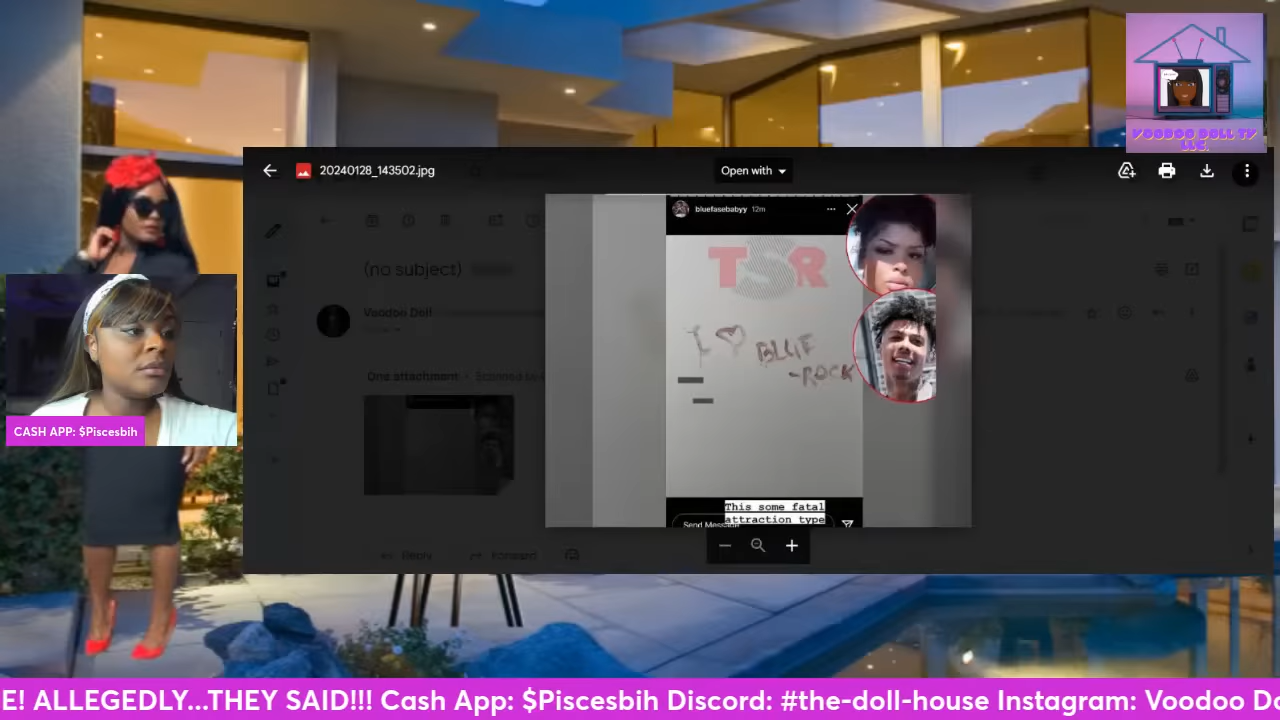 VOODOO DOLL TV
LLC.
20240128_143502.jpg
Open with
(no subject)
Voodoo Doll
One attachment •
bluefasebabyy 12m
TSR
I ♡ BLUE
-ROCK
This some fatal
attraction type
Send Message
Reply
Forward
CASH APP: $Piscesbih
E! ALLEGEDLY...THEY SAID!!! Cash App: $Piscesbih Discord: #the-doll-house Instagram: Voodoo Do